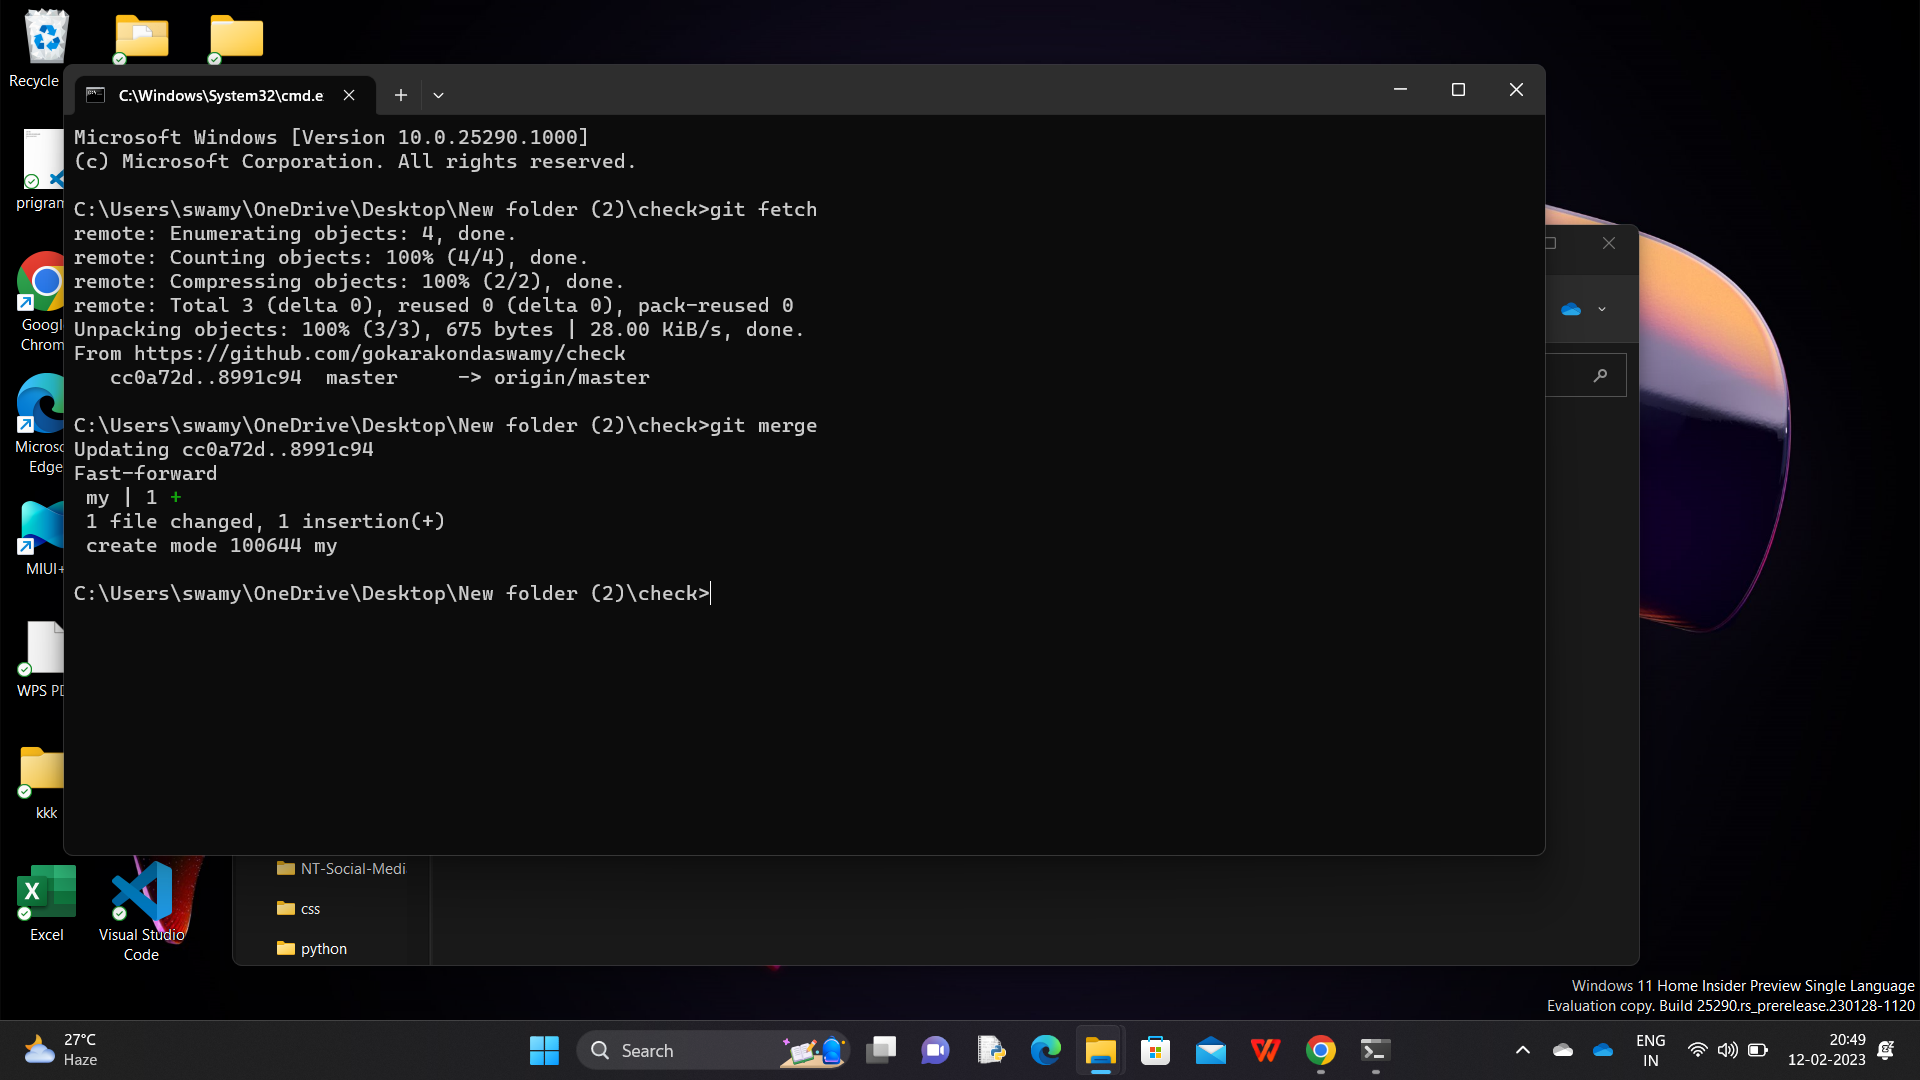 Recycle
prigram
Googl
Chrom
Microso
Edge
MIUI+
WPS PD
kkk
Excel
Visual Studio
Code
C:\Windows\System32\cmd.e
Microsoft Windows [Version 10.0.25290.1000]
(c) Microsoft Corporation. All rights reserved.
C:\Users\swamy\OneDrive\Desktop\New folder (2)\check>git fetch
remote: Enumerating objects: 4, done.
remote: Counting objects: 100% (4/4), done.
remote: Compressing objects: 100% (2/2), done.
remote: Total 3 (delta 0), reused 0 (delta 0), pack-reused 0
Unpacking objects: 100% (3/3), 675 bytes | 28.00 KiB/s, done.
From https://github.com/gokarakondaswamy/check
cc0a72d..8991c94  master     -> origin/master
C:\Users\swamy\OneDrive\Desktop\New folder (2)\check>git merge
Updating cc0a72d..8991c94
Fast-forward
my | 1 +
1 file changed, 1 insertion(+)
create mode 100644 my
C:\Users\swamy\OneDrive\Desktop\New folder (2)\check>
NT-Social-Medi
css
python
Windows 11 Home Insider Preview Single Language
Evaluation copy. Build 25290.rs_prerelease.230128-1120
27°C
Haze
Search
ENG
IN
20:49
12-02-2023